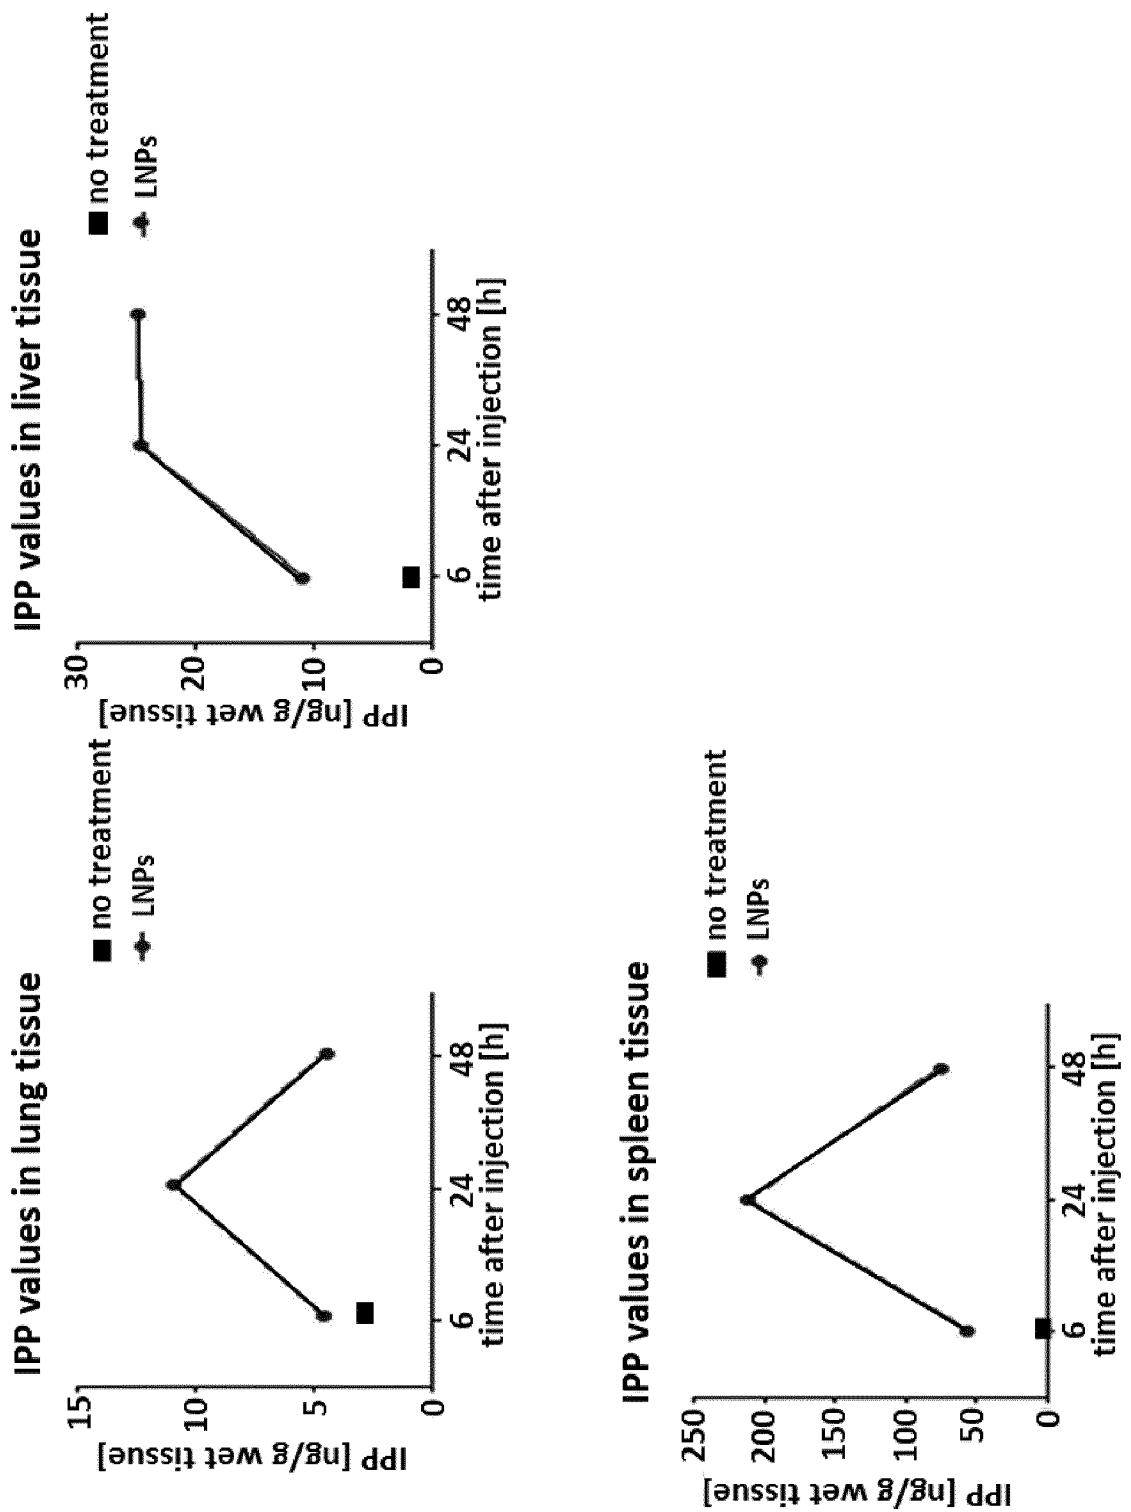 IPP values in lung tissue
no treatment
LNPs
IPP [ng/g wet tissue]
15
10
5
0
6
24
48
time after injection [h]
IPP values in liver tissue
no treatment
LNPs
IPP [ng/g wet tissue]
30
20
10
0
6
24
48
time after injection [h]
IPP values in spleen tissue
no treatment
LNPs
IPP [ng/g wet tissue]
250
200
150
100
50
0
6
24
48
time after injection [h]